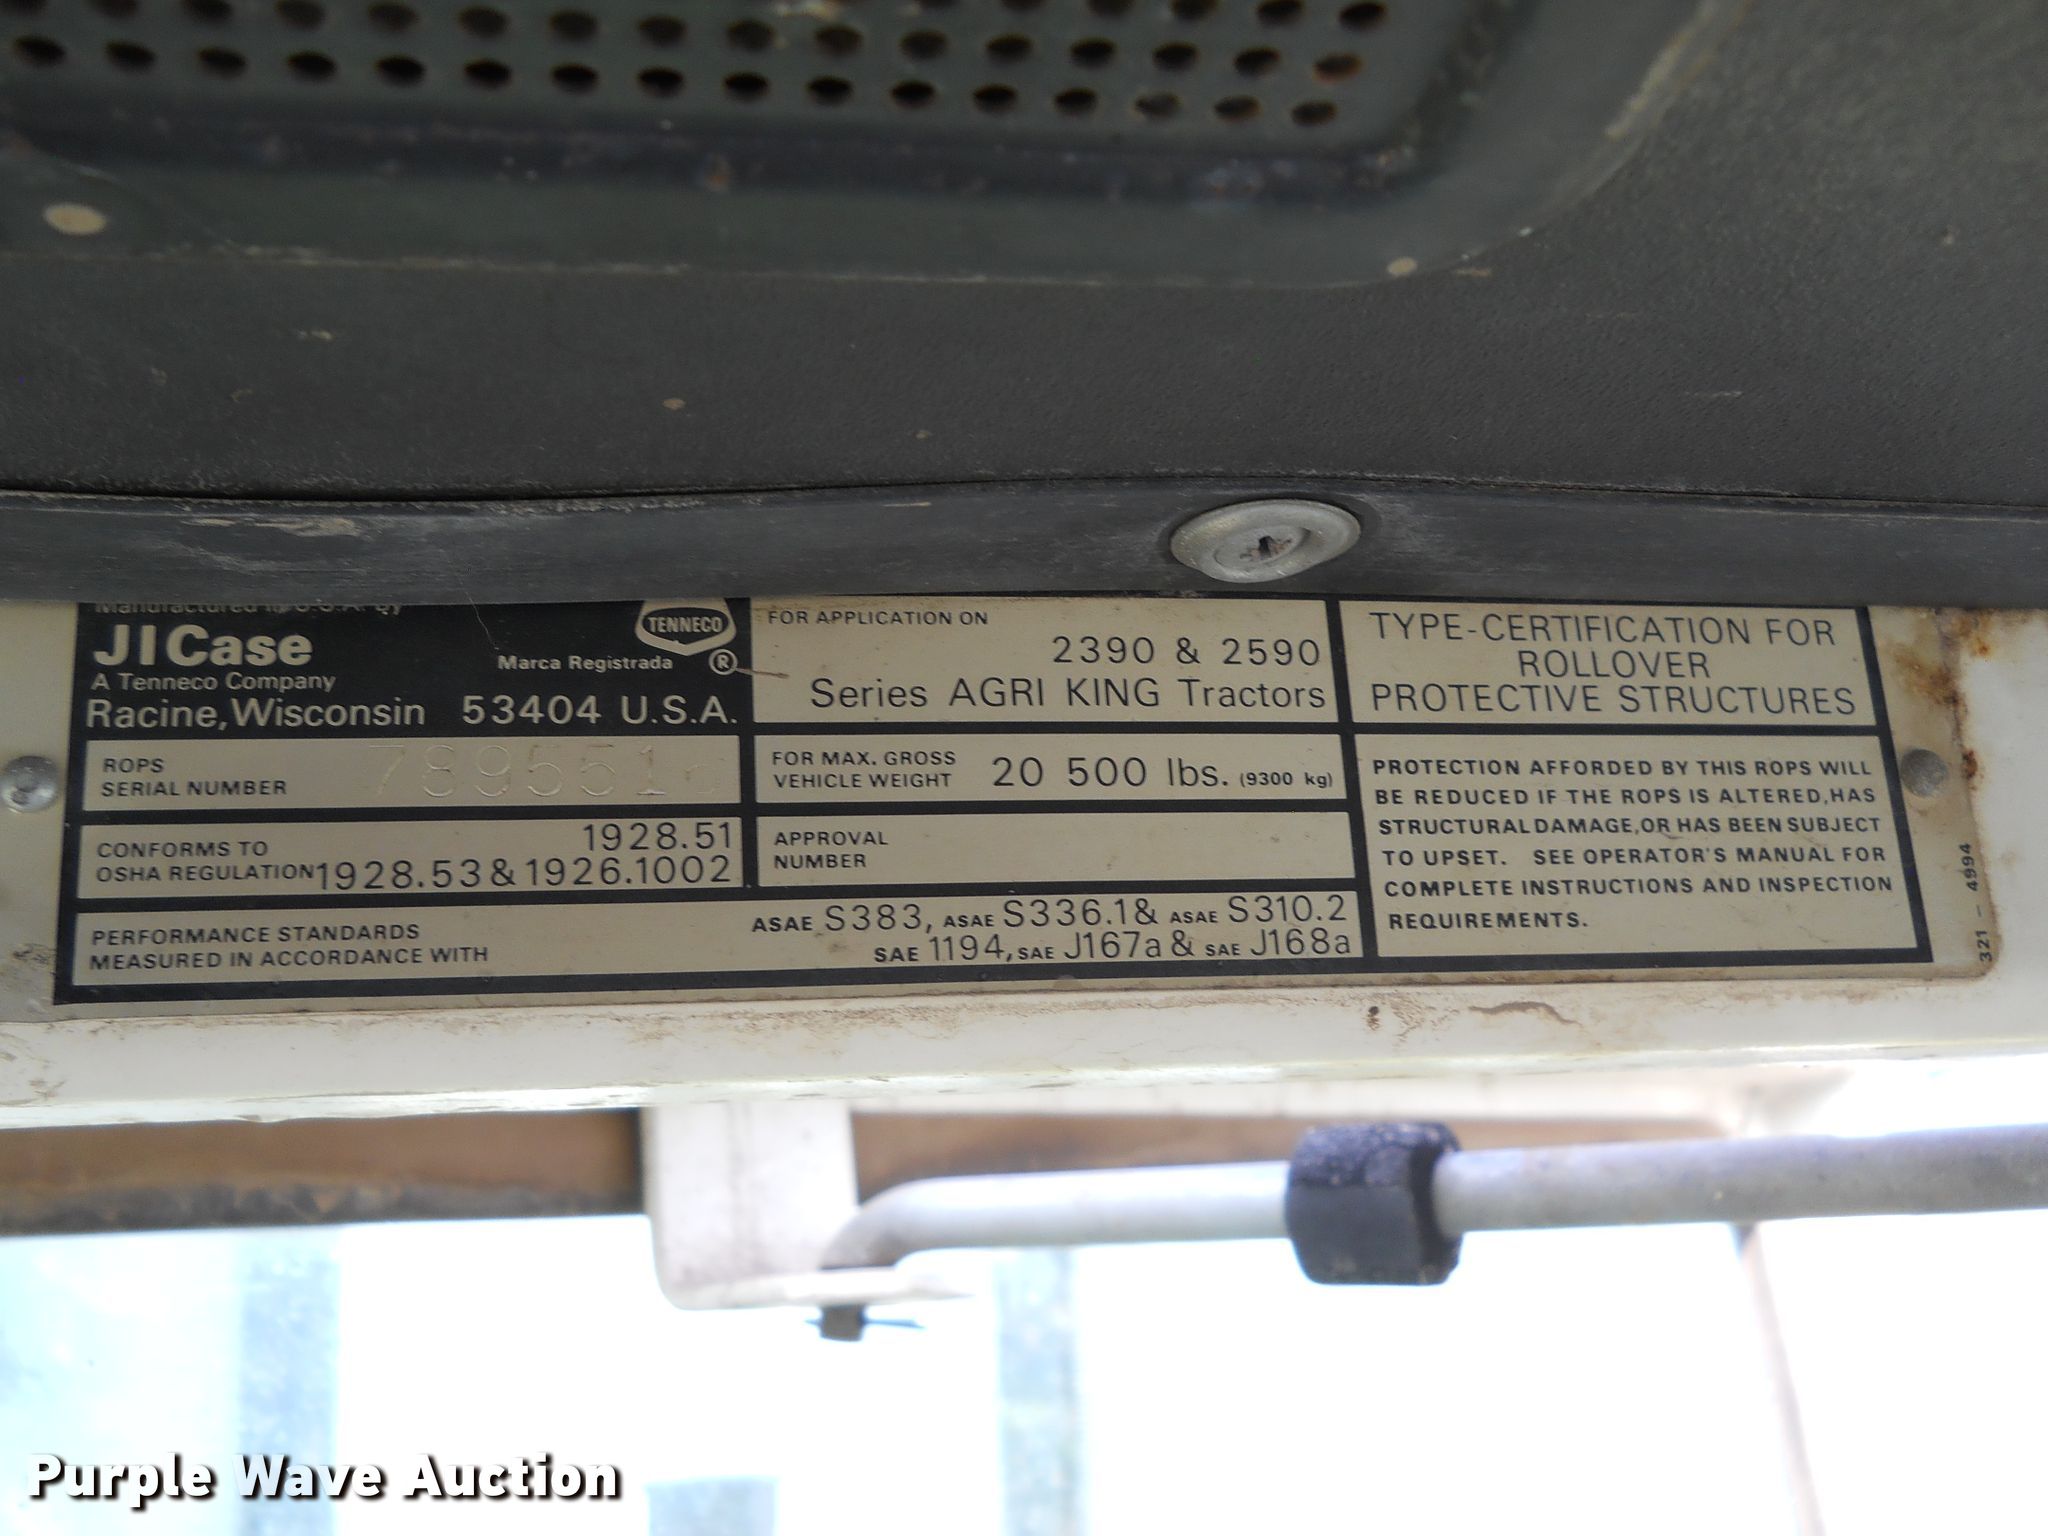 Manufactured in U.S.A. by
JI Case
A Tenneco Company
Racine, Wisconsin 53404 U.S.A.
TENNECO
Marca Registrada ®
ROPS
SERIAL NUMBER
CONFORMS TO 1928.51
OSHA REGULATION 1928.53 & 1926.1002
PERFORMANCE STANDARDS
MEASURED IN ACCORDANCE WITH
ASAE S383, ASAE S336.1 & ASAE S310.2
SAE 1194, SAE J167a & SAE J168a
FOR APPLICATION ON
2390 & 2590
Series AGRI KING Tractors
FOR MAX. GROSS
VEHICLE WEIGHT 20 500 lbs. (9300 kg)
APPROVAL
NUMBER
TYPE-CERTIFICATION FOR
ROLLOVER
PROTECTIVE STRUCTURES
PROTECTION AFFORDED BY THIS ROPS WILL
BE REDUCED IF THE ROPS IS ALTERED, HAS
STRUCTURAL DAMAGE, OR HAS BEEN SUBJECT
TO UPSET. SEE OPERATOR'S MANUAL FOR
COMPLETE INSTRUCTIONS AND INSPECTION
REQUIREMENTS.
321 - 4994
Purple Wave Auction